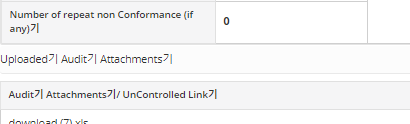 Number of repeat non Conformance (if
any)기
0
Uploaded기 Audit기 Attachments기
Audit기 Attachments기/ UnControlled Link기
download (7).xls